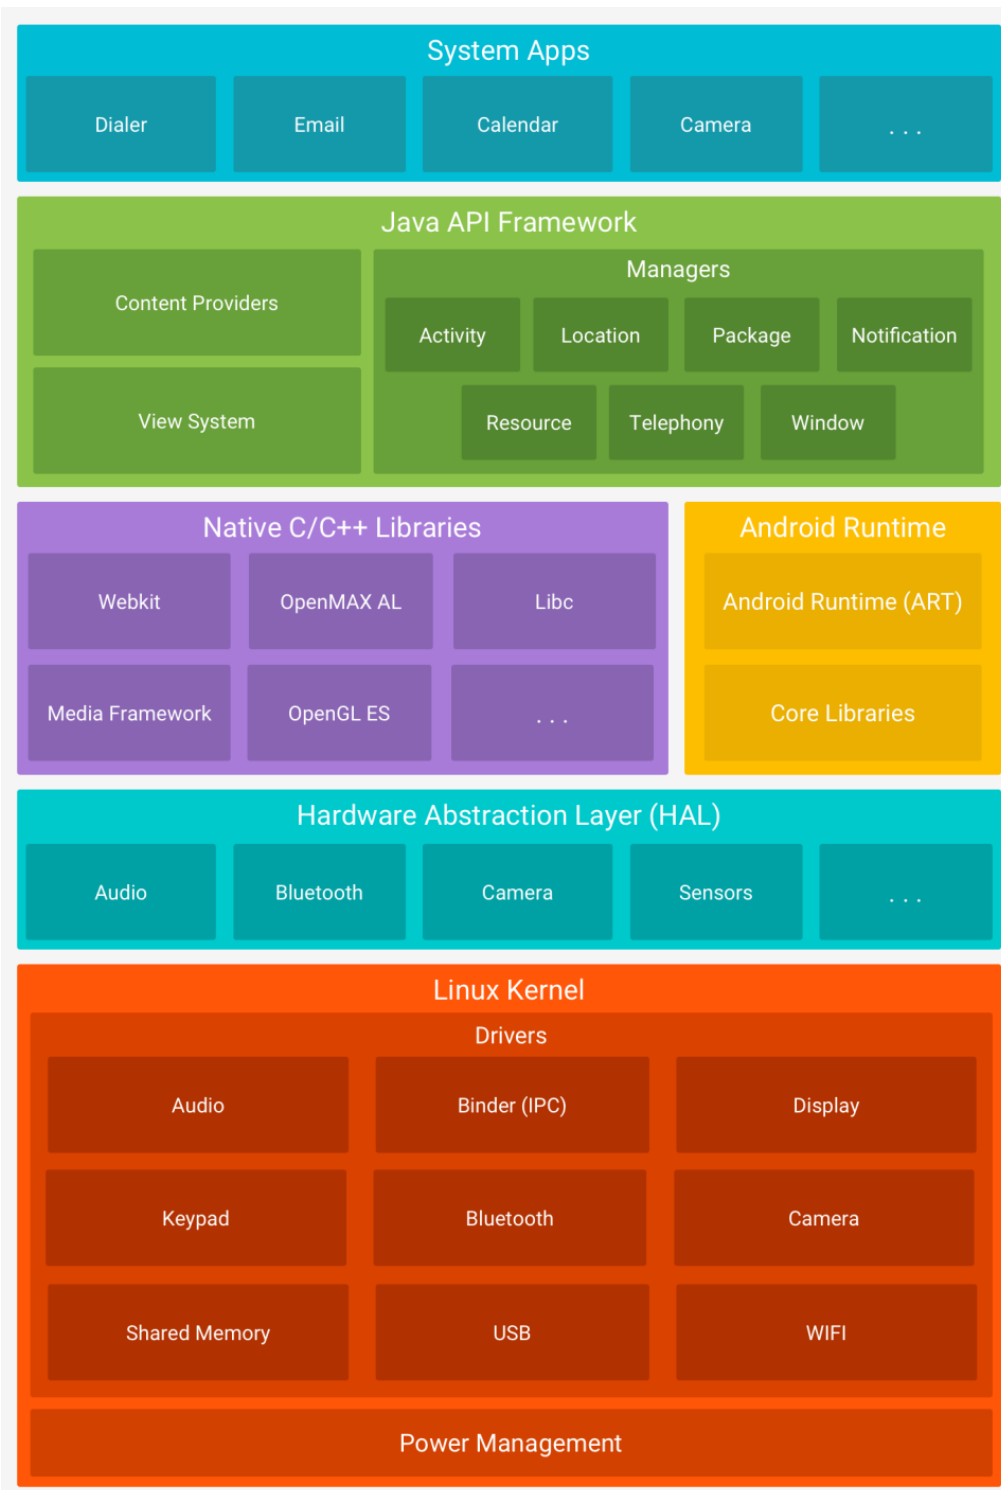 System Apps
Dialer
Email
Calendar
Camera
. . .
Java API Framework
Content Providers
View System
Managers
Activity
Location
Package
Notification
Resource
Telephony
Window
Native C/C++ Libraries
Webkit
OpenMAX AL
Libc
Media Framework
OpenGL ES
. . .
Android Runtime
Android Runtime (ART)
Core Libraries
Hardware Abstraction Layer (HAL)
Audio
Bluetooth
Camera
Sensors
. . .
Linux Kernel
Drivers
Audio
Binder (IPC)
Display
Keypad
Bluetooth
Camera
Shared Memory
USB
WIFI
Power Management